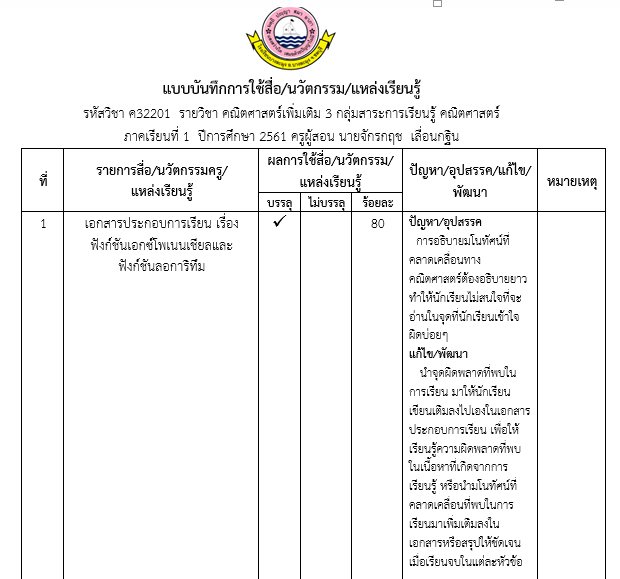 แบบบันทึกการใช้สื่อ/นวัตกรรม/แหล่งเรียนรู้
รหัสวิชา ค32201 รายวิชา คณิตศาสตร์เพิ่มเติม 3 กลุ่มสาระการเรียนรู้ คณิตศาสตร์
ภาคเรียนที่ 1 ปีการศึกษา 2561 ครูผู้สอน นายจักรกฤช เลื่อนกฐิน
ที่
รายการสื่อ/นวัตกรรมครู/
แหล่งเรียนรู้
ผลการใช้สื่อ/นวัตกรรม/
แหล่งเรียนรู้
บรรลุ
ไม่บรรลุ
ร้อยละ
ปัญหา/อุปสรรค/แก้ไข/
พัฒนา
หมายเหตุ
1
เอกสารประกอบการเรียน เรื่อง
ฟังก์ชันเอกซ์โพเนนเชียลและ
ฟังก์ชันลอการิทึม
✓
80
ปัญหา/อุปสรรค
การอธิบายมโนทัศน์ที่
คลาดเคลื่อนทาง
คณิตศาสตร์ต้องอธิบายยาว
ทำให้นักเรียนไม่สนใจที่จะ
อ่านในจุดที่นักเรียนเข้าใจ
ผิดบ่อยๆ
แก้ไข/พัฒนา
นำจุดผิดพลาดที่พบใน
การเรียน มาให้นักเรียน
เขียนเติมลงไปเองในเอกสาร
ประกอบการเรียน เพื่อให้
เรียนรู้ความผิดพลาดที่พบ
ในเนื้อหาที่เกิดจากการ
เรียนรู้ หรือนำมโนทัศน์ที่
คลาดเคลื่อนที่พบในการ
เรียนมาเพิ่มเติมลงใน
เอกสารหรือสรุปให้ชัดเจน
เมื่อเรียนจบในแต่ละหัวข้อ